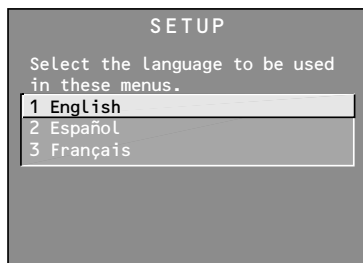 SETUP
Select the language to be used
in these menus.
1 English
2 Español
3 Français